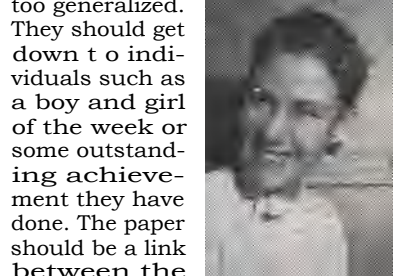 too generalized.
They should get
down t o indi-
viduals such as
a boy and girl
of the week or
some outstand-
ing achieve-
ment they have
done. The paper
should be a link
between the